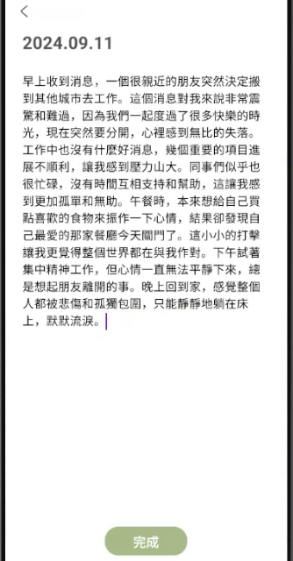 2024.09.11
早上收到消息，一個很親近的朋友突然決定搬
到其他城市去工作。這個消息對我來說非常震
驚和難過，因為我們一起度過了很多快樂的時
光，現在突然要分開，心裡感到無比的失落。
工作中也沒有什麼好消息，幾個重要的項目進
展不順利，讓我感到壓力山大。同事們似乎也
很忙碌，沒有時間互相支持和幫助，這讓我感
到更加孤單和無助。午餐時，本來想給自己買
點喜歡的食物來振作一下心情，結果卻發現自
己最愛的那家餐廳今天關門了。這小小的打擊
讓我更覺得整個世界都在與我作對。下午試著
集中精神工作，但心情一直無法平靜下來，總
是想起朋友離開的事。晚上回到家，感覺整個
人都被悲傷和孤獨包圍，只能靜靜地躺在床
上，默默流淚。
完成